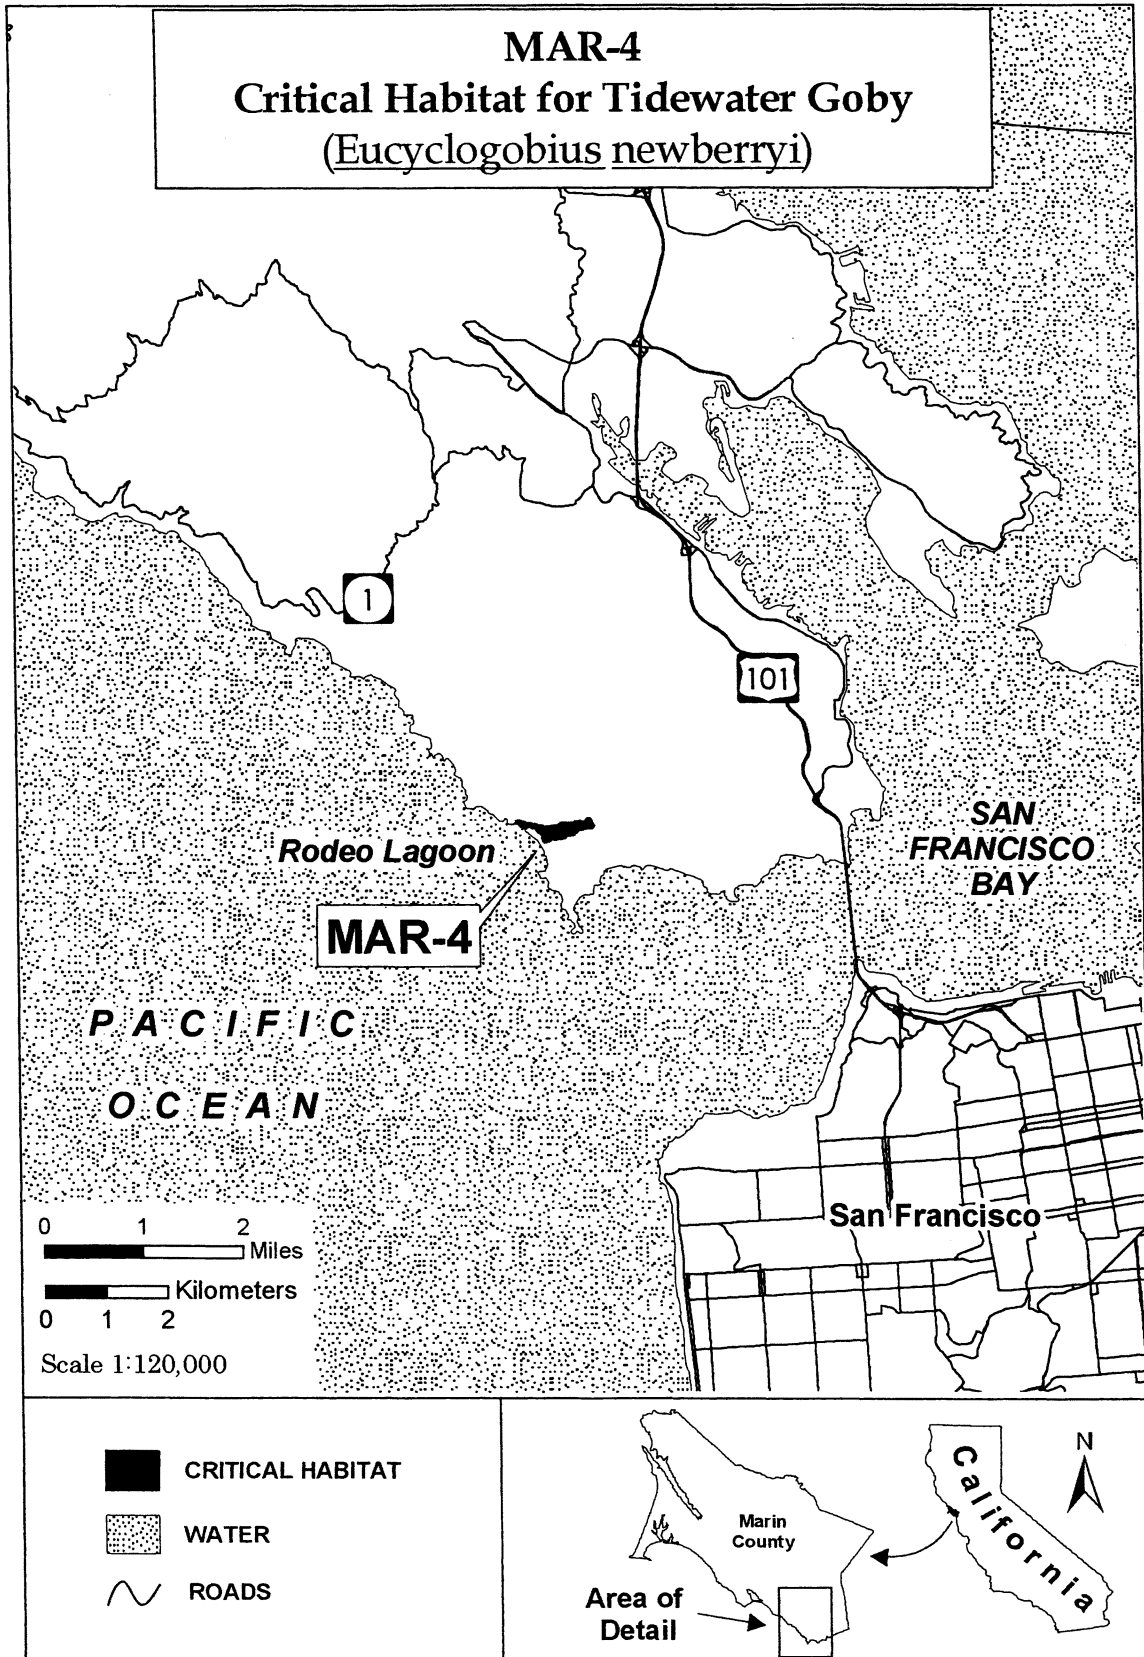 MAR-4
Critical Habitat for Tidewater Goby
(Eucyclogobius newberryi)
1
101
SAN
FRANCISCO
BAY
Rodeo Lagoon
MAR-4
PACIFIC
OCEAN
San Francisco
0 1 2
Miles
Kilometers
0 1 2
Scale 1:120,000
CRITICAL HABITAT
WATER
ROADS
Marin
County
California
N
Area of
Detail